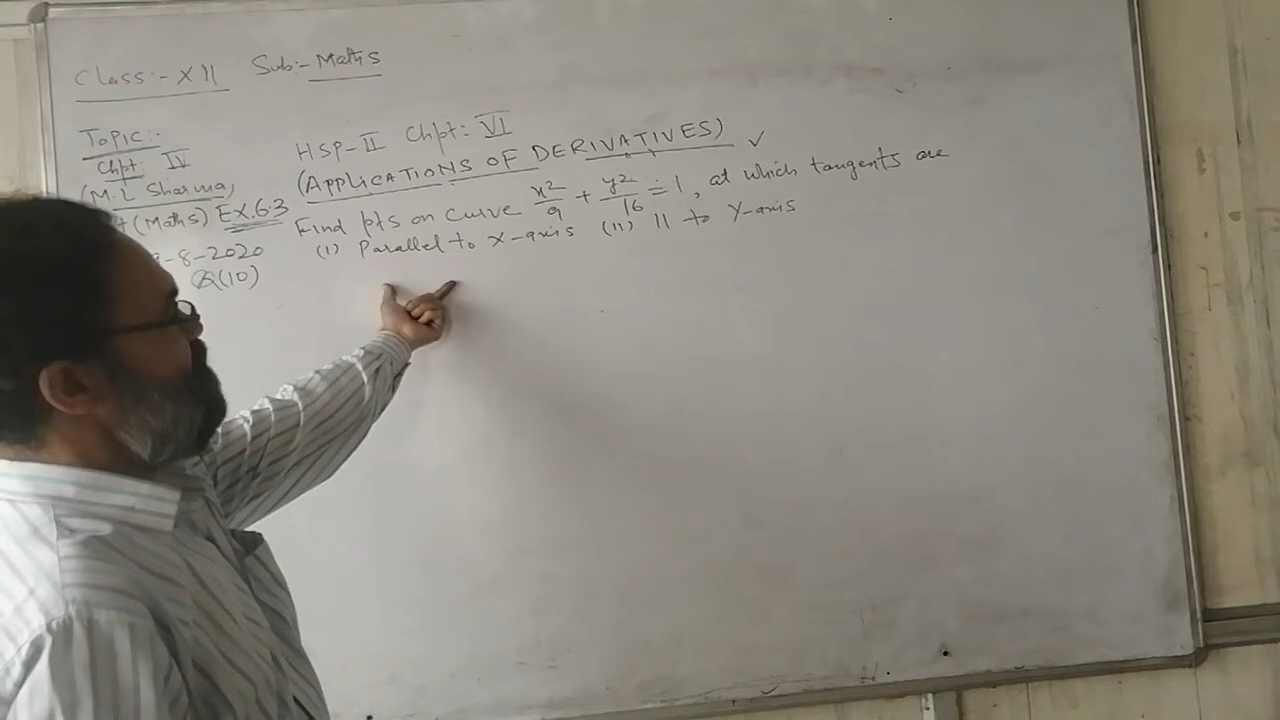 Class:- XII Sub:- Maths
Topic:-
Chpt: IV
(M.L Sharma,
(Maths) Ex.6.3
-8-2020
Q(10)
HSP-II Chpt: VI
(APPLICATIONS OF DERIVATIVES) ✓
Find pts on curve x²/9 + y²/16 = 1, at which tangents are
(i) Parallel to x-axis (ii) || to Y-axis